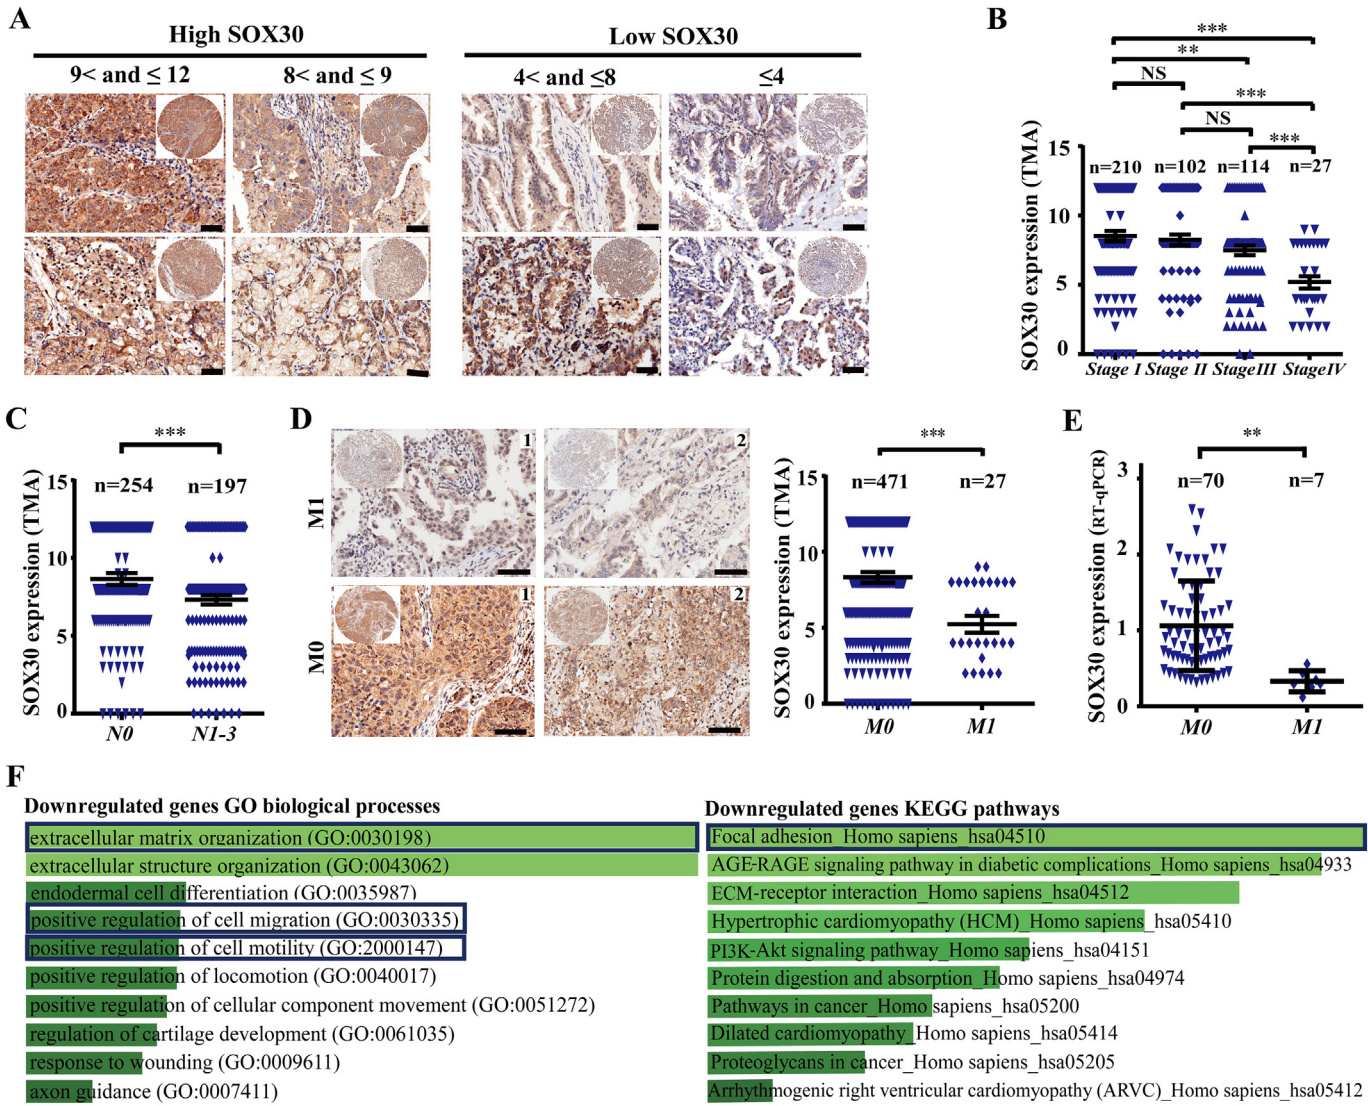 A
High SOX30
Low SOX30
9< and ≤ 12
8< and ≤ 9
4< and ≤8
≤4
B
***
**
NS
***
NS
***
SOX30 expression (TMA)
15
10
5
0
n=210
n=102
n=114
n=27
Stage I
Stage II
StageIII
StageIV
C
***
SOX30 expression (TMA)
15
10
5
0
n=254
n=197
N0
N1-3
D
M1
1
2
M0
1
2
***
SOX30 expression (TMA)
15
10
5
0
n=471
n=27
M0
M1
E
**
SOX30 expression (RT-qPCR)
3
2
1
0
n=70
n=7
M0
M1
F
Downregulated genes GO biological processes
extracellular matrix organization (GO:0030198)
extracellular structure organization (GO:0043062)
endodermal cell differentiation (GO:0035987)
positive regulation of cell migration (GO:0030335)
positive regulation of cell motility (GO:2000147)
positive regulation of locomotion (GO:0040017)
positive regulation of cellular component movement (GO:0051272)
regulation of cartilage development (GO:0061035)
response to wounding (GO:0009611)
axon guidance (GO:0007411)
Downregulated genes KEGG pathways
Focal adhesion_Homo sapiens_hsa04510
AGE-RAGE signaling pathway in diabetic complications_Homo sapiens_hsa04933
ECM-receptor interaction_Homo sapiens_hsa04512
Hypertrophic cardiomyopathy (HCM)_Homo sapiens_hsa05410
PI3K-Akt signaling pathway_Homo sapiens_hsa04151
Protein digestion and absorption_Homo sapiens_hsa04974
Pathways in cancer_Homo sapiens_hsa05200
Dilated cardiomyopathy_Homo sapiens_hsa05414
Proteoglycans in cancer_Homo sapiens_hsa05205
Arrhythmogenic right ventricular cardiomyopathy (ARVC)_Homo sapiens_hsa05412